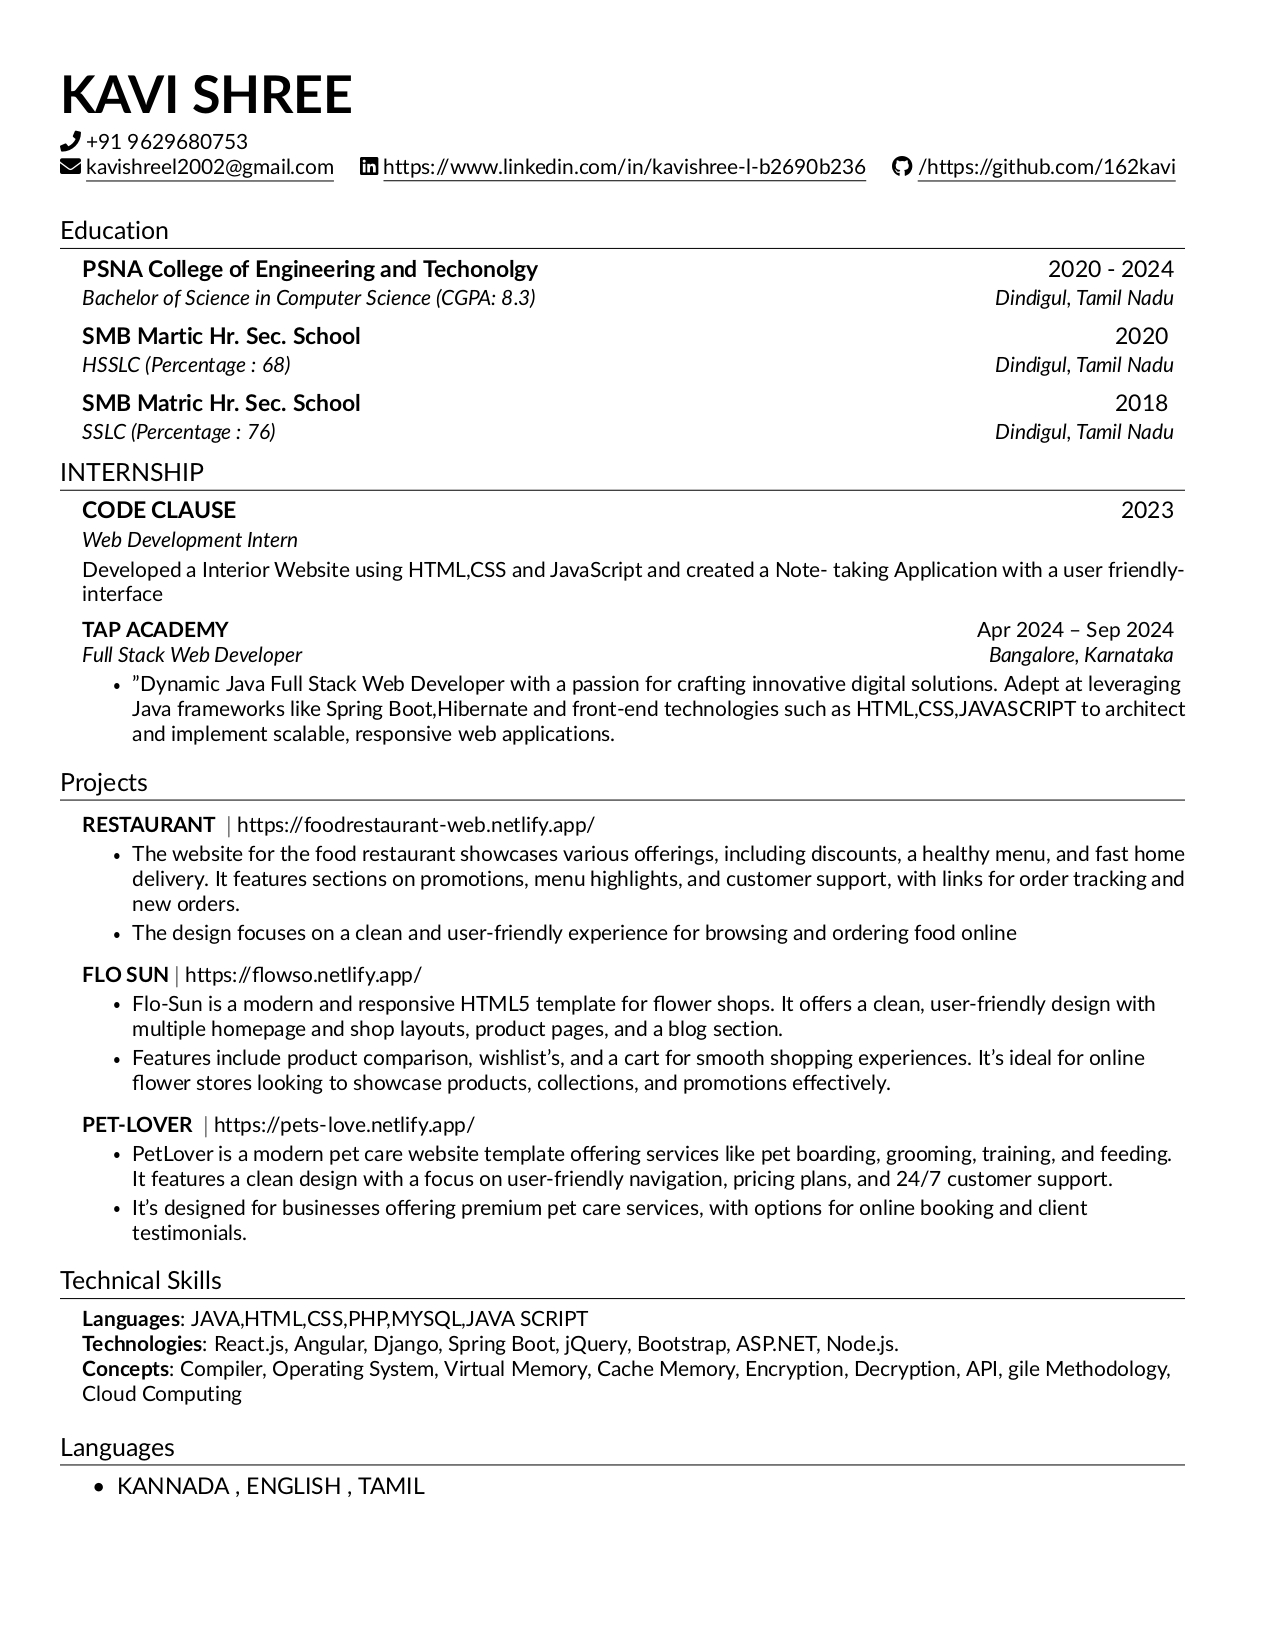 KAVI SHREE
+91 9629680753
kavishreel2002@gmail.com https://www.linkedin.com/in/kavishree-l-b2690b236 /https://github.com/162kavi
Education
PSNA College of Engineering and Techonolgy 2020 - 2024
Bachelor of Science in Computer Science (CGPA: 8.3) Dindigul, Tamil Nadu
SMB Martic Hr. Sec. School 2020
HSSLC (Percentage : 68) Dindigul, Tamil Nadu
SMB Matric Hr. Sec. School 2018
SSLC (Percentage : 76) Dindigul, Tamil Nadu
INTERNSHIP
CODE CLAUSE 2023
Web Development Intern
Developed a Interior Website using HTML,CSS and JavaScript and created a Note- taking Application with a user friendly-
interface
TAP ACADEMY Apr 2024 – Sep 2024
Full Stack Web Developer Bangalore, Karnataka
• ”Dynamic Java Full Stack Web Developer with a passion for crafting innovative digital solutions. Adept at leveraging
Java frameworks like Spring Boot,Hibernate and front-end technologies such as HTML,CSS,JAVASCRIPT to architect
and implement scalable, responsive web applications.
Projects
RESTAURANT | https://foodrestaurant-web.netlify.app/
• The website for the food restaurant showcases various offerings, including discounts, a healthy menu, and fast home
delivery. It features sections on promotions, menu highlights, and customer support, with links for order tracking and
new orders.
• The design focuses on a clean and user-friendly experience for browsing and ordering food online
FLO SUN | https://flowso.netlify.app/
• Flo-Sun is a modern and responsive HTML5 template for flower shops. It offers a clean, user-friendly design with
multiple homepage and shop layouts, product pages, and a blog section.
• Features include product comparison, wishlist’s, and a cart for smooth shopping experiences. It’s ideal for online
flower stores looking to showcase products, collections, and promotions effectively.
PET-LOVER | https://pets-love.netlify.app/
• PetLover is a modern pet care website template offering services like pet boarding, grooming, training, and feeding.
It features a clean design with a focus on user-friendly navigation, pricing plans, and 24/7 customer support.
• It’s designed for businesses offering premium pet care services, with options for online booking and client
testimonials.
Technical Skills
Languages: JAVA,HTML,CSS,PHP,MYSQL,JAVA SCRIPT
Technologies: React.js, Angular, Django, Spring Boot, jQuery, Bootstrap, ASP.NET, Node.js.
Concepts: Compiler, Operating System, Virtual Memory, Cache Memory, Encryption, Decryption, API, gile Methodology,
Cloud Computing
Languages
• KANNADA , ENGLISH , TAMIL